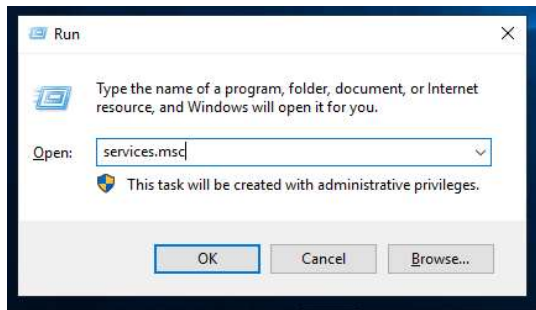 Run
Type the name of a program, folder, document, or Internet
resource, and Windows will open it for you.
Open: services.msc
This task will be created with administrative privileges.
OK Cancel Browse...